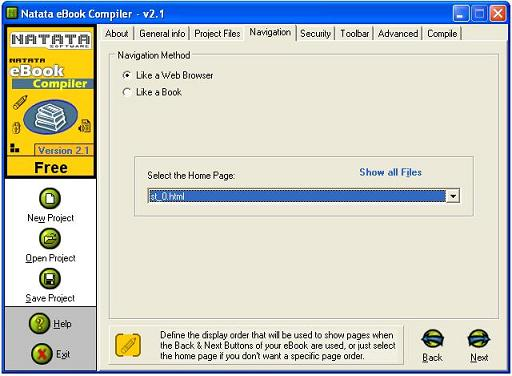 Natata eBook Compiler - v2.1
NATATA
SOFTWARE
NATATA
eBook
Compiler
Version 2.1
Free
New Project
Open Project
Save Project
Help
Exit
About
General info
Project Files
Navigation
Security
Toolbar
Advanced
Compile
Navigation Method
Like a Web Browser
Like a Book
Select the Home Page:
Show all Files
st_0.html
Define the display order that will be used to show pages when
the Back & Next Buttons of your eBook are used, or just select
the home page if you don't want a specific page order.
Back
Next